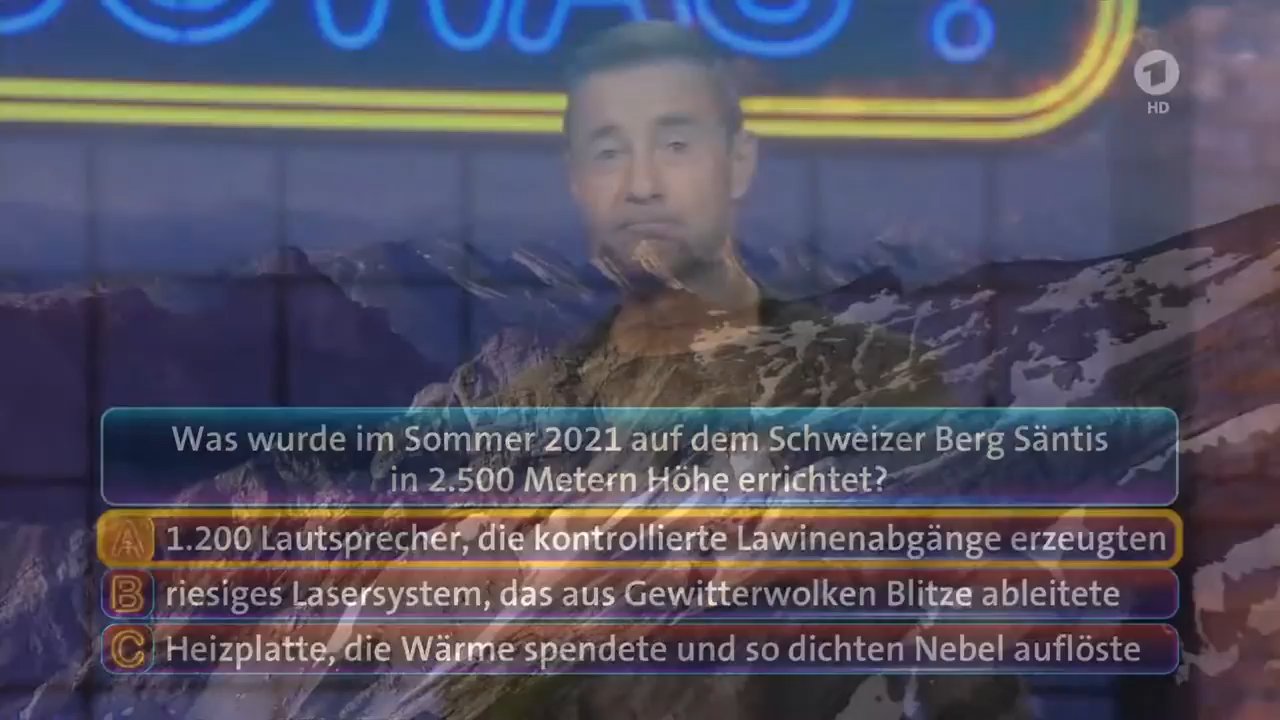 1
HD
Was wurde im Sommer 2021 auf dem Schweizer Berg Säntis
in 2.500 Metern Höhe errichtet?
A 1.200 Lautsprecher, die kontrollierte Lawinenabgänge erzeugten
B riesiges Lasersystem, das aus Gewitterwolken Blitze ableitete
C Heizplatte, die Wärme spendete und so dichten Nebel auflöste